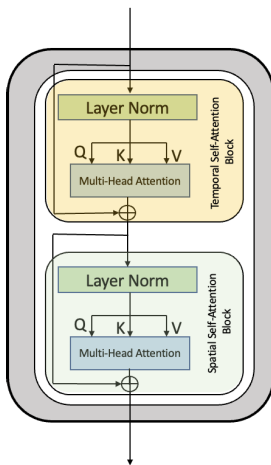 Layer Norm
Q K V
Multi-Head Attention
Temporal Self-Attention
Block
Layer Norm
Q K V
Multi-Head Attention
Spatial Self-Attention
Block